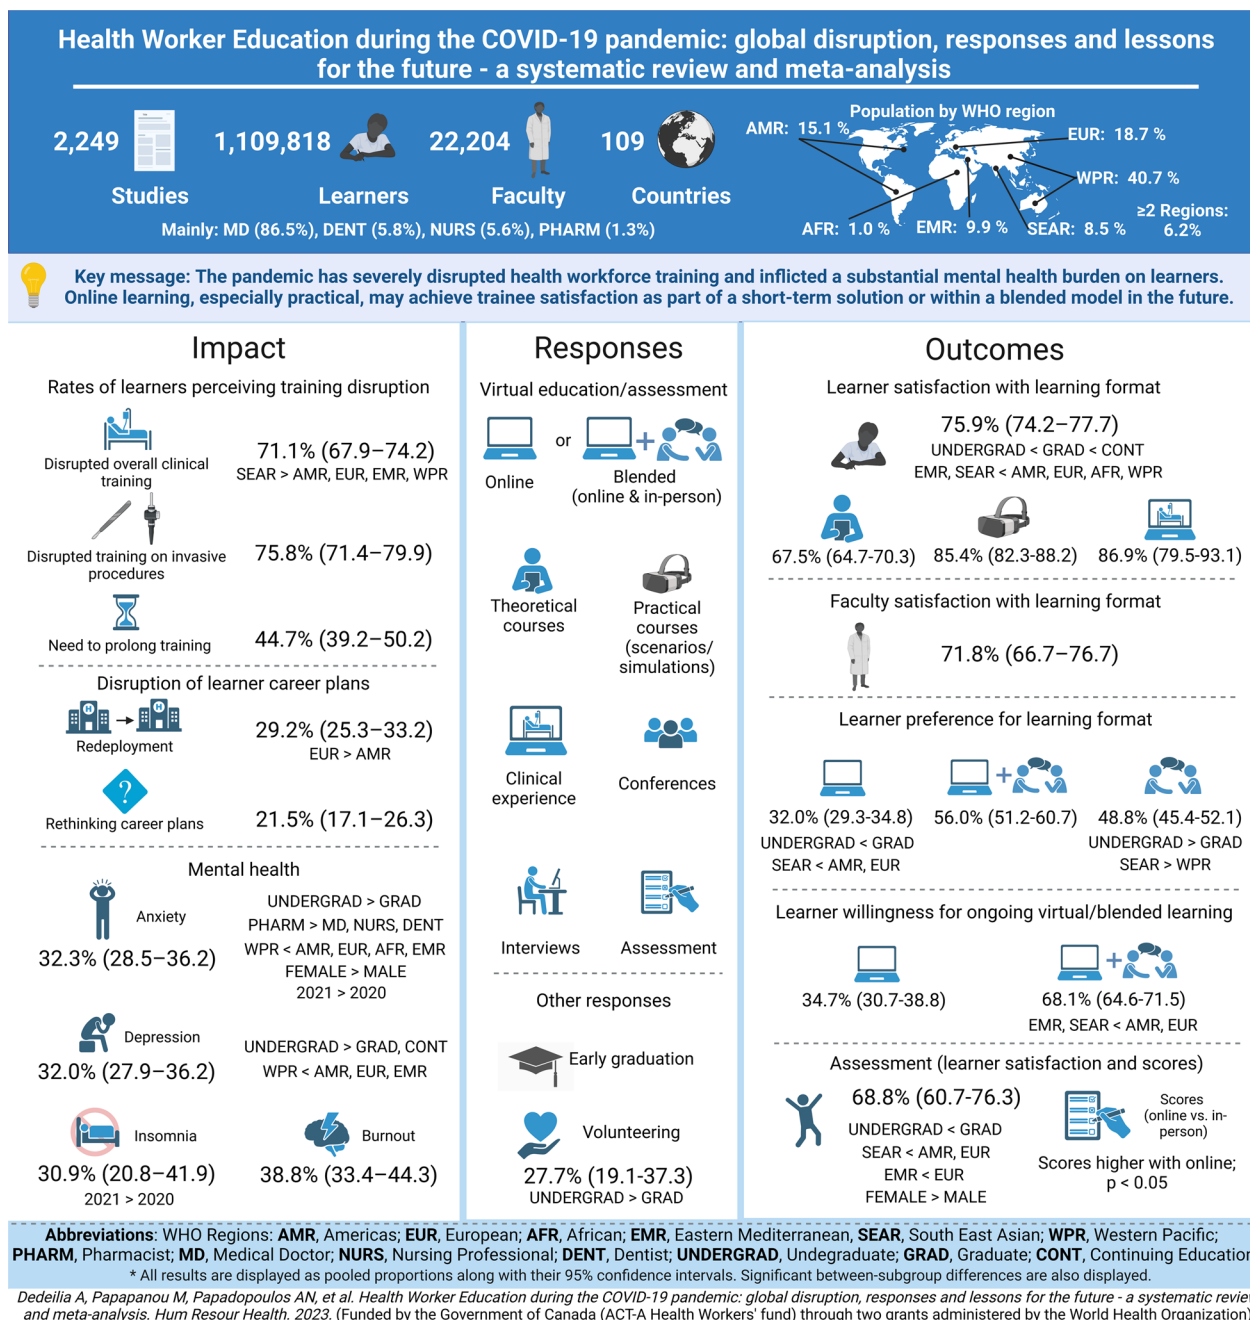 Health Worker Education during the COVID-19 pandemic: global disruption, responses and lessons
for the future - a systematic review and meta-analysis
2,249
Studies
1,109,818
Learners
22,204
Faculty
109
Countries
Mainly: MD (86.5%), DENT (5.8%), NURS (5.6%), PHARM (1.3%)
Population by WHO region
AMR: 15.1 %
EUR: 18.7 %
WPR: 40.7 %
≥2 Regions:
6.2%
AFR: 1.0 %
EMR: 9.9 %
SEAR: 8.5 %
Key message: The pandemic has severely disrupted health workforce training and inflicted a substantial mental health burden on learners.
Online learning, especially practical, may achieve trainee satisfaction as part of a short-term solution or within a blended model in the future.
Impact
Rates of learners perceiving training disruption
Disrupted overall clinical
training
71.1% (67.9–74.2)
SEAR > AMR, EUR, EMR, WPR
Disrupted training on invasive
procedures
75.8% (71.4–79.9)
Need to prolong training
44.7% (39.2–50.2)
Disruption of learner career plans
H
H
Redeployment
29.2% (25.3–33.2)
EUR > AMR
?
Rethinking career plans
21.5% (17.1–26.3)
Mental health
Anxiety
32.3% (28.5–36.2)
UNDERGRAD > GRAD
PHARM > MD, NURS, DENT
WPR < AMR, EUR, AFR, EMR
FEMALE > MALE
2021 > 2020
Depression
32.0% (27.9–36.2)
UNDERGRAD > GRAD, CONT
WPR < AMR, EUR, EMR
Insomnia
30.9% (20.8–41.9)
2021 > 2020
Burnout
38.8% (33.4–44.3)
Responses
Virtual education/assessment
or
+
Online
Blended
(online & in-person)
Theoretical
courses
Practical
courses
(scenarios/
simulations)
Clinical
experience
Conferences
Interviews
Assessment
Other responses
Early graduation
Volunteering
27.7% (19.1-37.3)
UNDERGRAD > GRAD
Outcomes
Learner satisfaction with learning format
75.9% (74.2–77.7)
UNDERGRAD < GRAD < CONT
EMR, SEAR < AMR, EUR, AFR, WPR
67.5% (64.7-70.3)
85.4% (82.3-88.2)
86.9% (79.5-93.1)
Faculty satisfaction with learning format
71.8% (66.7–76.7)
Learner preference for learning format
+
32.0% (29.3-34.8)
UNDERGRAD < GRAD
SEAR < AMR, EUR
56.0% (51.2-60.7)
48.8% (45.4-52.1)
UNDERGRAD > GRAD
SEAR > WPR
Learner willingness for ongoing virtual/blended learning
+
34.7% (30.7-38.8)
68.1% (64.6-71.5)
EMR, SEAR < AMR, EUR
Assessment (learner satisfaction and scores)
68.8% (60.7-76.3)
UNDERGRAD < GRAD
SEAR < AMR, EUR
EMR < EUR
FEMALE > MALE
Scores
(online vs. in-
person)
Scores higher with online;
p < 0.05
Abbreviations: WHO Regions: AMR, Americas; EUR, European; AFR, African; EMR, Eastern Mediterranean, SEAR, South East Asian; WPR, Western Pacific;
PHARM, Pharmacist; MD, Medical Doctor; NURS, Nursing Professional; DENT, Dentist; UNDERGRAD, Undegraduate; GRAD, Graduate; CONT, Continuing Education
* All results are displayed as pooled proportions along with their 95% confidence intervals. Significant between-subgroup differences are also displayed.
Dedeilia A, Papapanou M, Papadopoulos AN, et al. Health Worker Education during the COVID-19 pandemic: global disruption, responses and lessons for the future - a systematic review
and meta-analysis. Hum Resour Health. 2023. (Funded by the Government of Canada (ACT-A Health Workers' fund) through two grants administered by the World Health Organization)